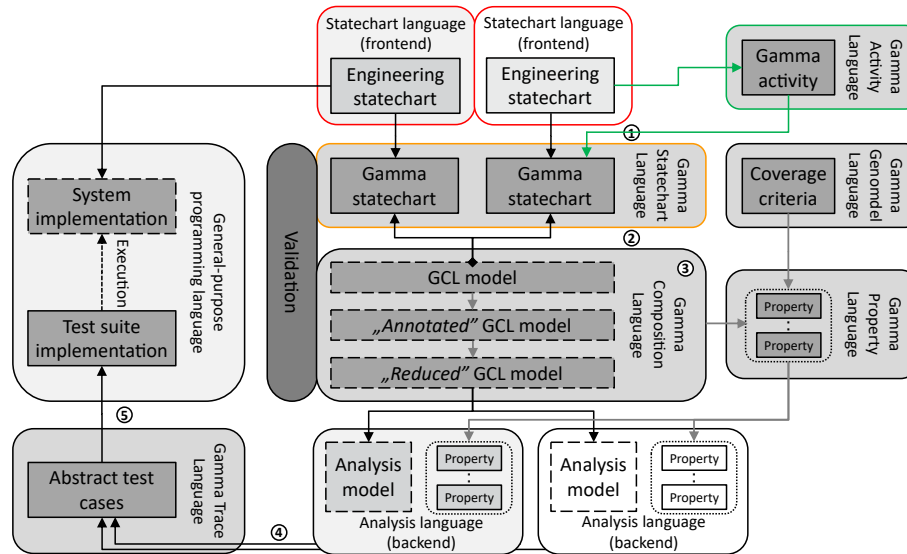 Statechart language
(frontend)
Engineering
statechart
Statechart language
(frontend)
Engineering
statechart
Gamma
activity
Gamma
Activity
Language
①
Gamma
statechart
Gamma
statechart
Gamma
Statechart
Language
Coverage
criteria
Gamma
Genomdel
Language
System
implementation
Execution
Test suite
implementation
General-purpose
programming language
Validation
②
③
GCL model
„Annotated” GCL model
„Reduced” GCL model
Gamma
Composition
Language
Property
Property
Gamma
Property
Language
⑤
Abstract test
cases
Gamma Trace
Language
④
Analysis
model
Property
Property
Analysis language
(backend)
Analysis
model
Property
Property
Analysis language
(backend)